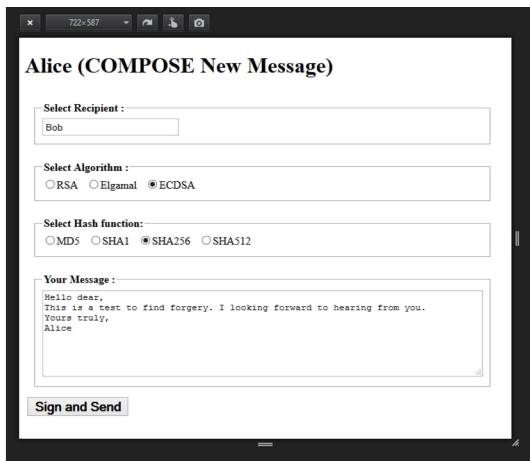 722×587
Alice (COMPOSE New Message)
Select Recipient :
Bob
Select Algorithm :
RSA Elgamal ECDSA
Select Hash function:
MD5 SHA1 SHA256 SHA512
Your Message :
Hello dear,
This is a test to find forgery. I looking forward to hearing from you.
Yours truly,
Alice
Sign and Send